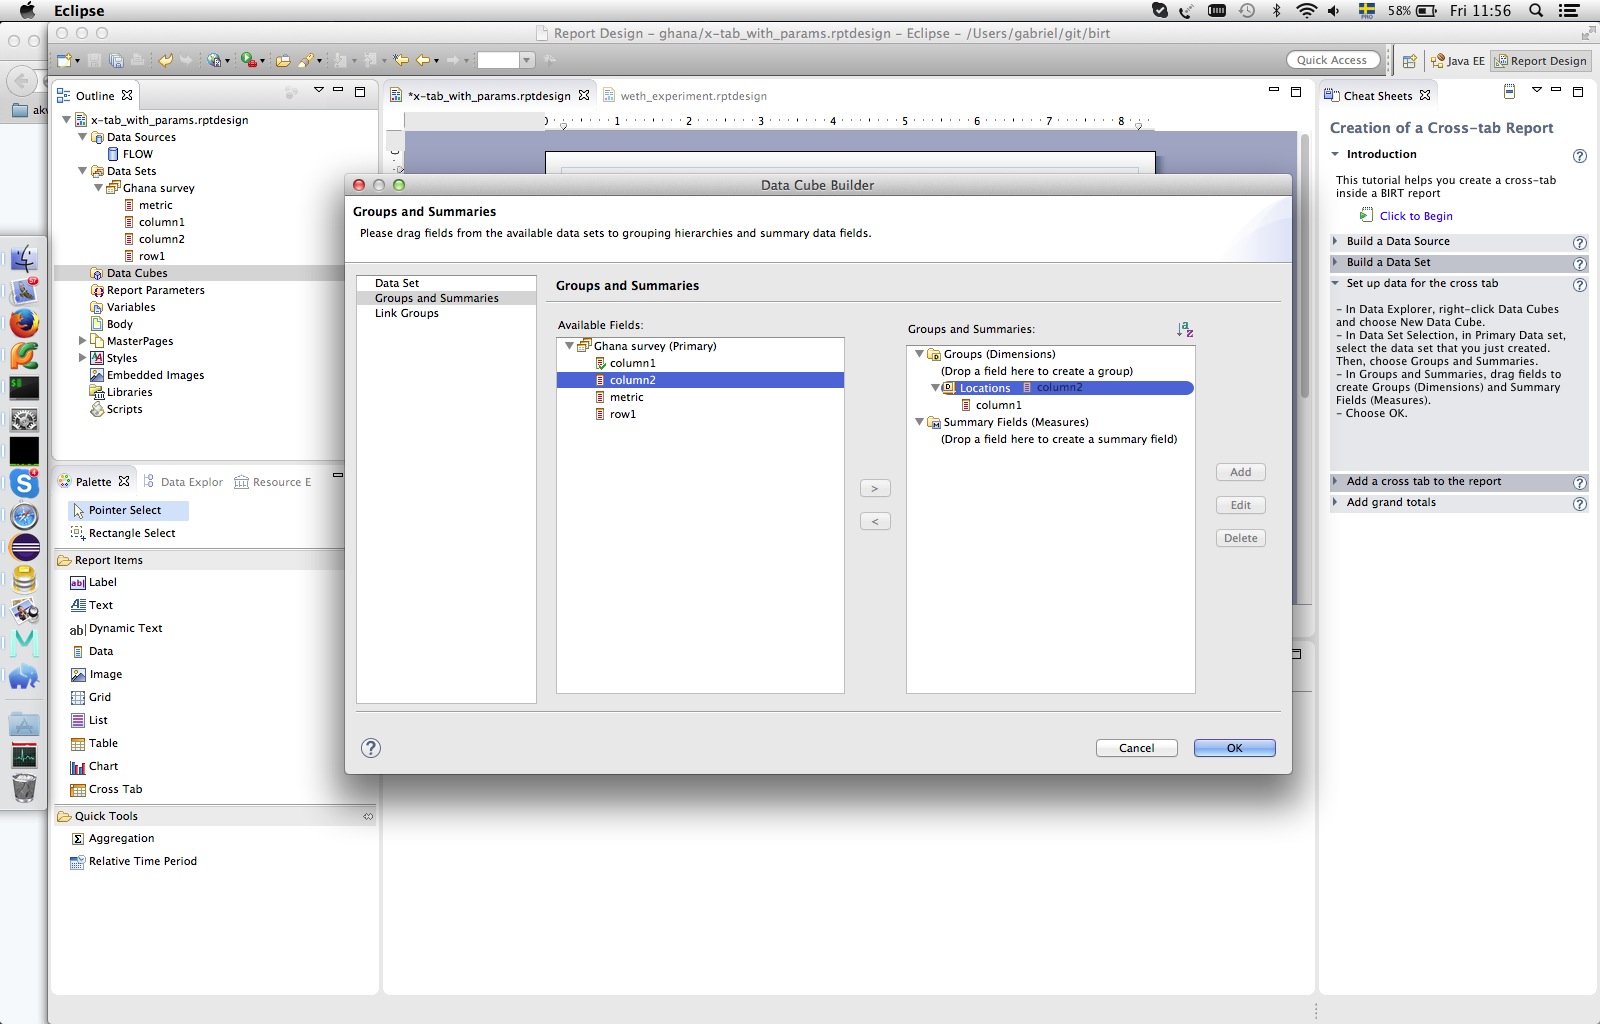 Eclipse
58%
Fri 11:56
Report Design – ghana/x-tab_with_params.rptdesign – Eclipse – /Users/gabriel/git/birt
Quick Access
Java EE
Report Design
Outline
x-tab_with_params.rptdesign
Data Sources
FLOW
Data Sets
Ghana survey
metric
column1
column2
row1
Data Cubes
Report Parameters
Variables
Body
MasterPages
Styles
Embedded Images
Libraries
Scripts
Palette
Data Explor
Resource E
Pointer Select
Rectangle Select
Report Items
Label
Text
Dynamic Text
Data
Image
Grid
List
Table
Chart
Cross Tab
Quick Tools
Aggregation
Relative Time Period
*x-tab_with_params.rptdesign
weth_experiment.rptdesign
0 1 2 3 4 5 6 7 8
Data Cube Builder
Groups and Summaries
Please drag fields from the available data sets to grouping hierarchies and summary data fields.
Data Set
Groups and Summaries
Link Groups
Groups and Summaries
Available Fields:
Ghana survey (Primary)
column1
column2
metric
row1
>
<
Groups and Summaries:
Groups (Dimensions)
(Drop a field here to create a group)
Locations
column2
column1
Summary Fields (Measures)
(Drop a field here to create a summary field)
Add
Edit
Delete
Cancel
OK
Cheat Sheets
Creation of a Cross-tab Report
Introduction
This tutorial helps you create a cross-tab
inside a BIRT report
Click to Begin
Build a Data Source
Build a Data Set
Set up data for the cross tab
– In Data Explorer, right-click Data Cubes
and choose New Data Cube.
– In Data Set Selection, in Primary Data set,
select the data set that you just created.
Then, choose Groups and Summaries.
– In Groups and Summaries, drag fields to
create Groups (Dimensions) and Summary
Fields (Measures).
– Choose OK.
Add a cross tab to the report
Add grand totals